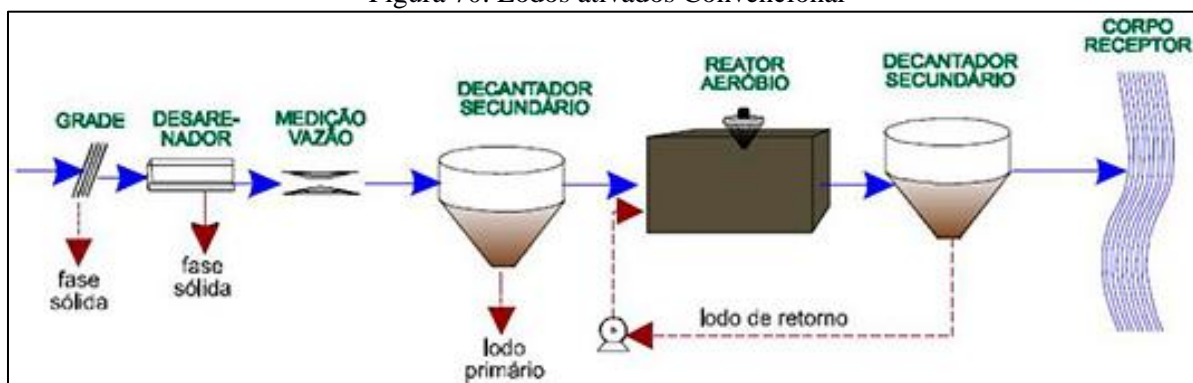 Figura 70: Lodos ativados Convencional
CORPO
RECEPTOR
GRADE
DESARE-
NADOR
MEDIÇÃO
VAZÃO
DECANTADOR
SECUNDÁRIO
REATOR
AERÓBIO
DECANTADOR
SECUNDÁRIO
fase
sólida
fase
sólida
lodo
primário
lodo de retorno